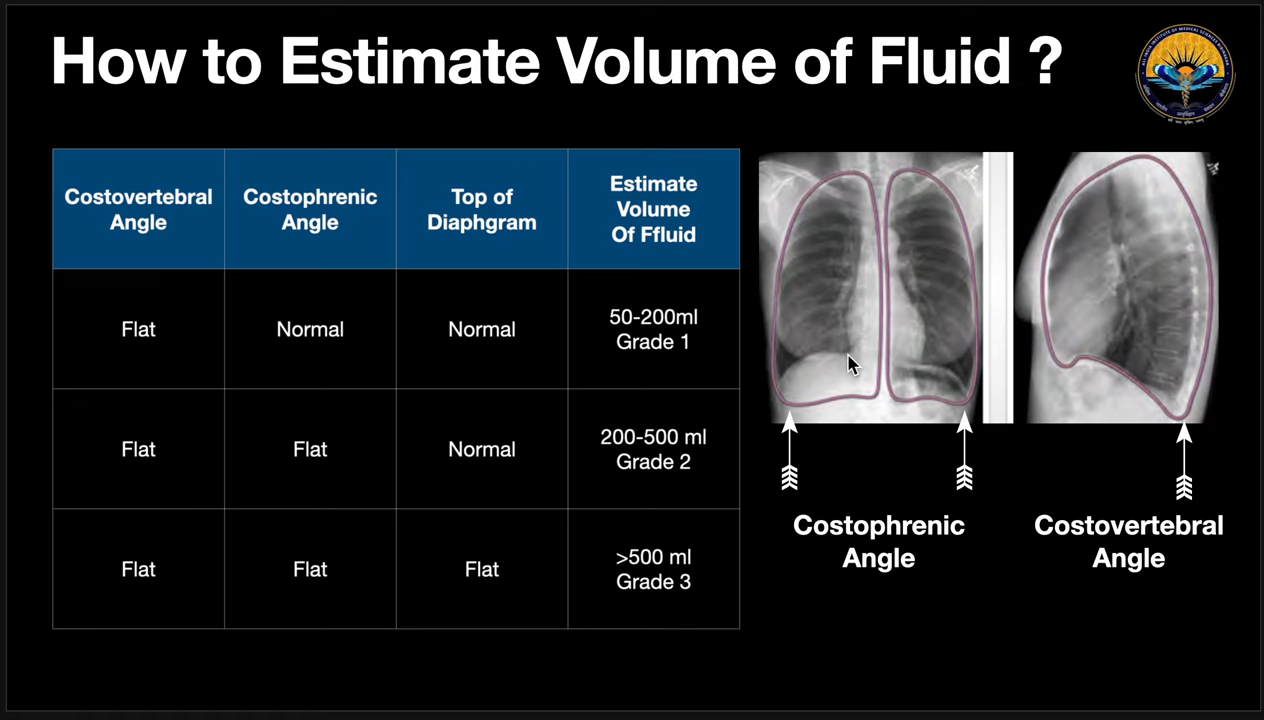 How to Estimate Volume of Fluid ?
Costovertebral
Angle
Costophrenic
Angle
Top of
Diaphgram
Estimate
Volume
Of Ffluid
Flat
Normal
Normal
50-200ml
Grade 1
Flat
Flat
Normal
200-500 ml
Grade 2
Flat
Flat
Flat
>500 ml
Grade 3
Costophrenic
Angle
Costovertebral
Angle